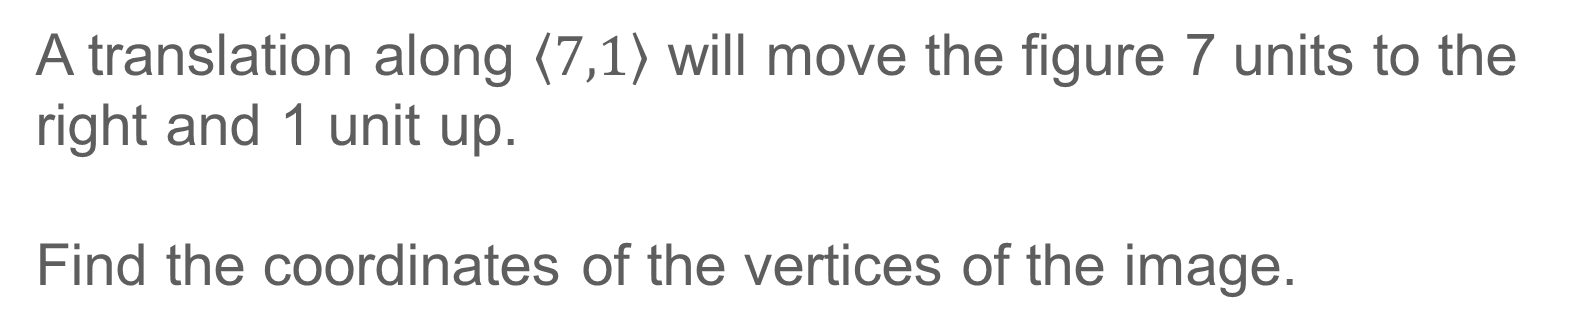 A translation along ⟨7,1⟩ will move the figure 7 units to the
right and 1 unit up.
Find the coordinates of the vertices of the image.